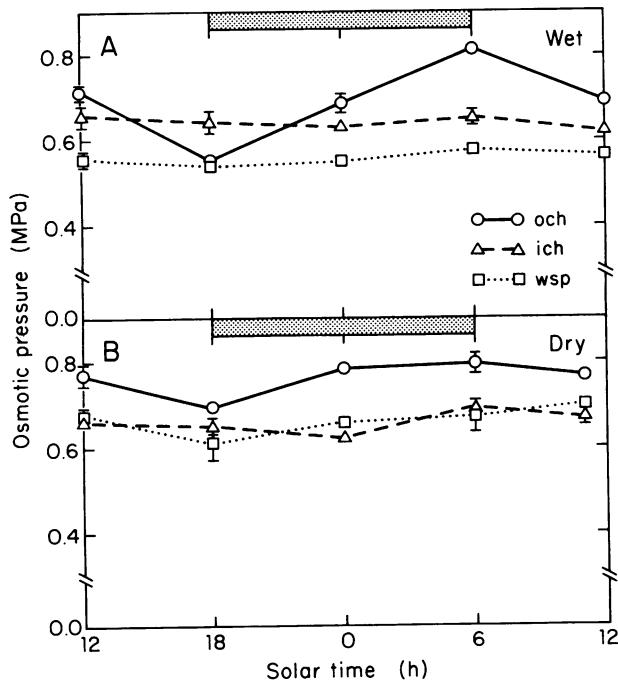 A
Wet
0.8
0.6
0.4
0.0
och
ich
wsp
B
Dry
0.8
0.6
0.4
0.0
12
18
0
6
12
Solar time (h)
Osmotic pressure (MPa)